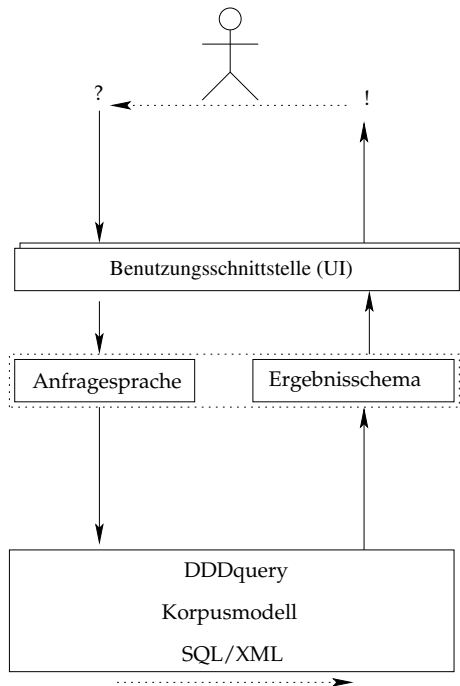 ? !
Benutzungsschnittstelle (UI)
Anfragesprache
Ergebnisschema
DDDquery
Korpusmodell
SQL/XML